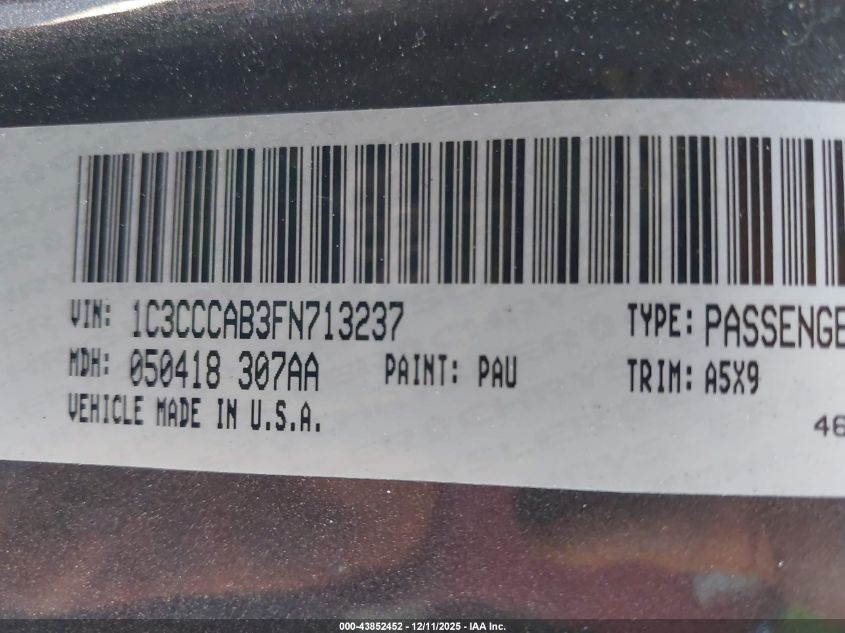 VIN: 1C3CCCAB3FN713237 TYPE: PASSENGE
MDH: 050418 307AA PAINT: PAU TRIM: A5X9
VEHICLE MADE IN U.S.A.
46
000-43852452 - 12/11/2025 - IAA Inc.